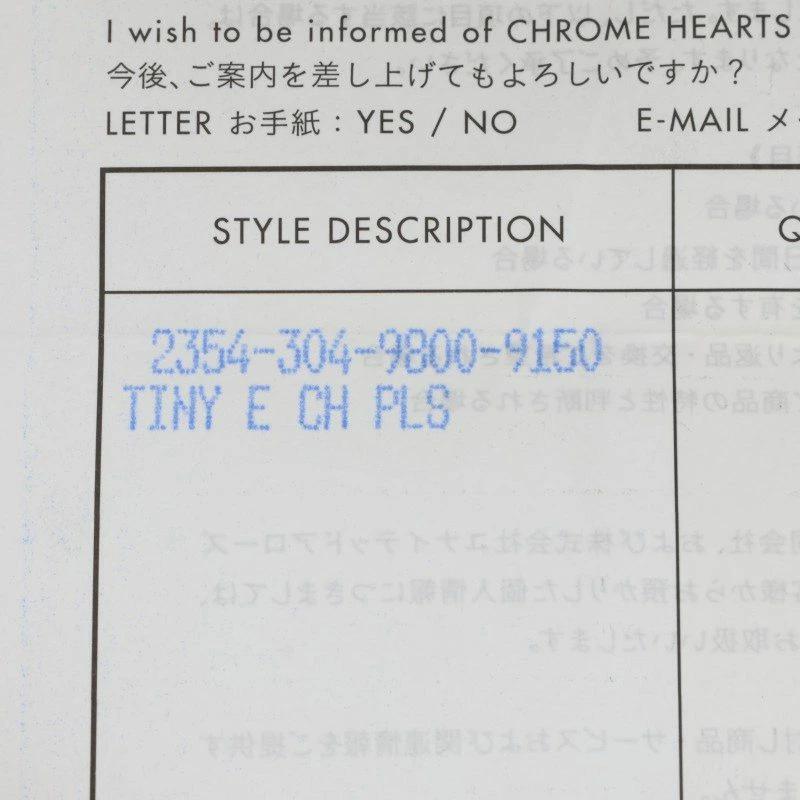 I wish to be informed of CHROME HEARTS
今後、ご案内を差し上げてもよろしいですか？
LETTER お手紙：YES / NO E-MAIL メ
STYLE DESCRIPTION
2354-304-9800-9150
TINY E CH PLS